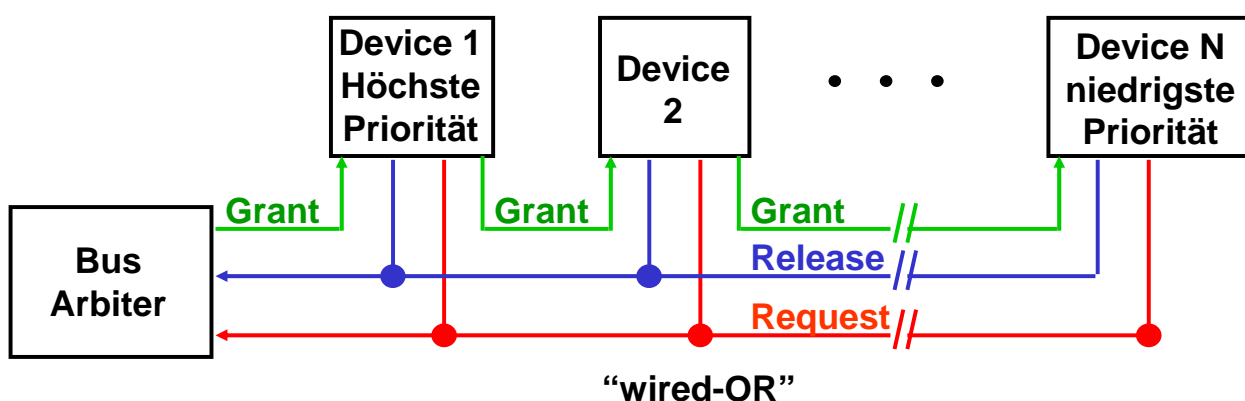 Device 1
Höchste
Priorität
Device
2
. . .
Device N
niedrigste
Priorität
Bus
Arbiter
Grant
Grant
Grant
Release
Request
“wired-OR”